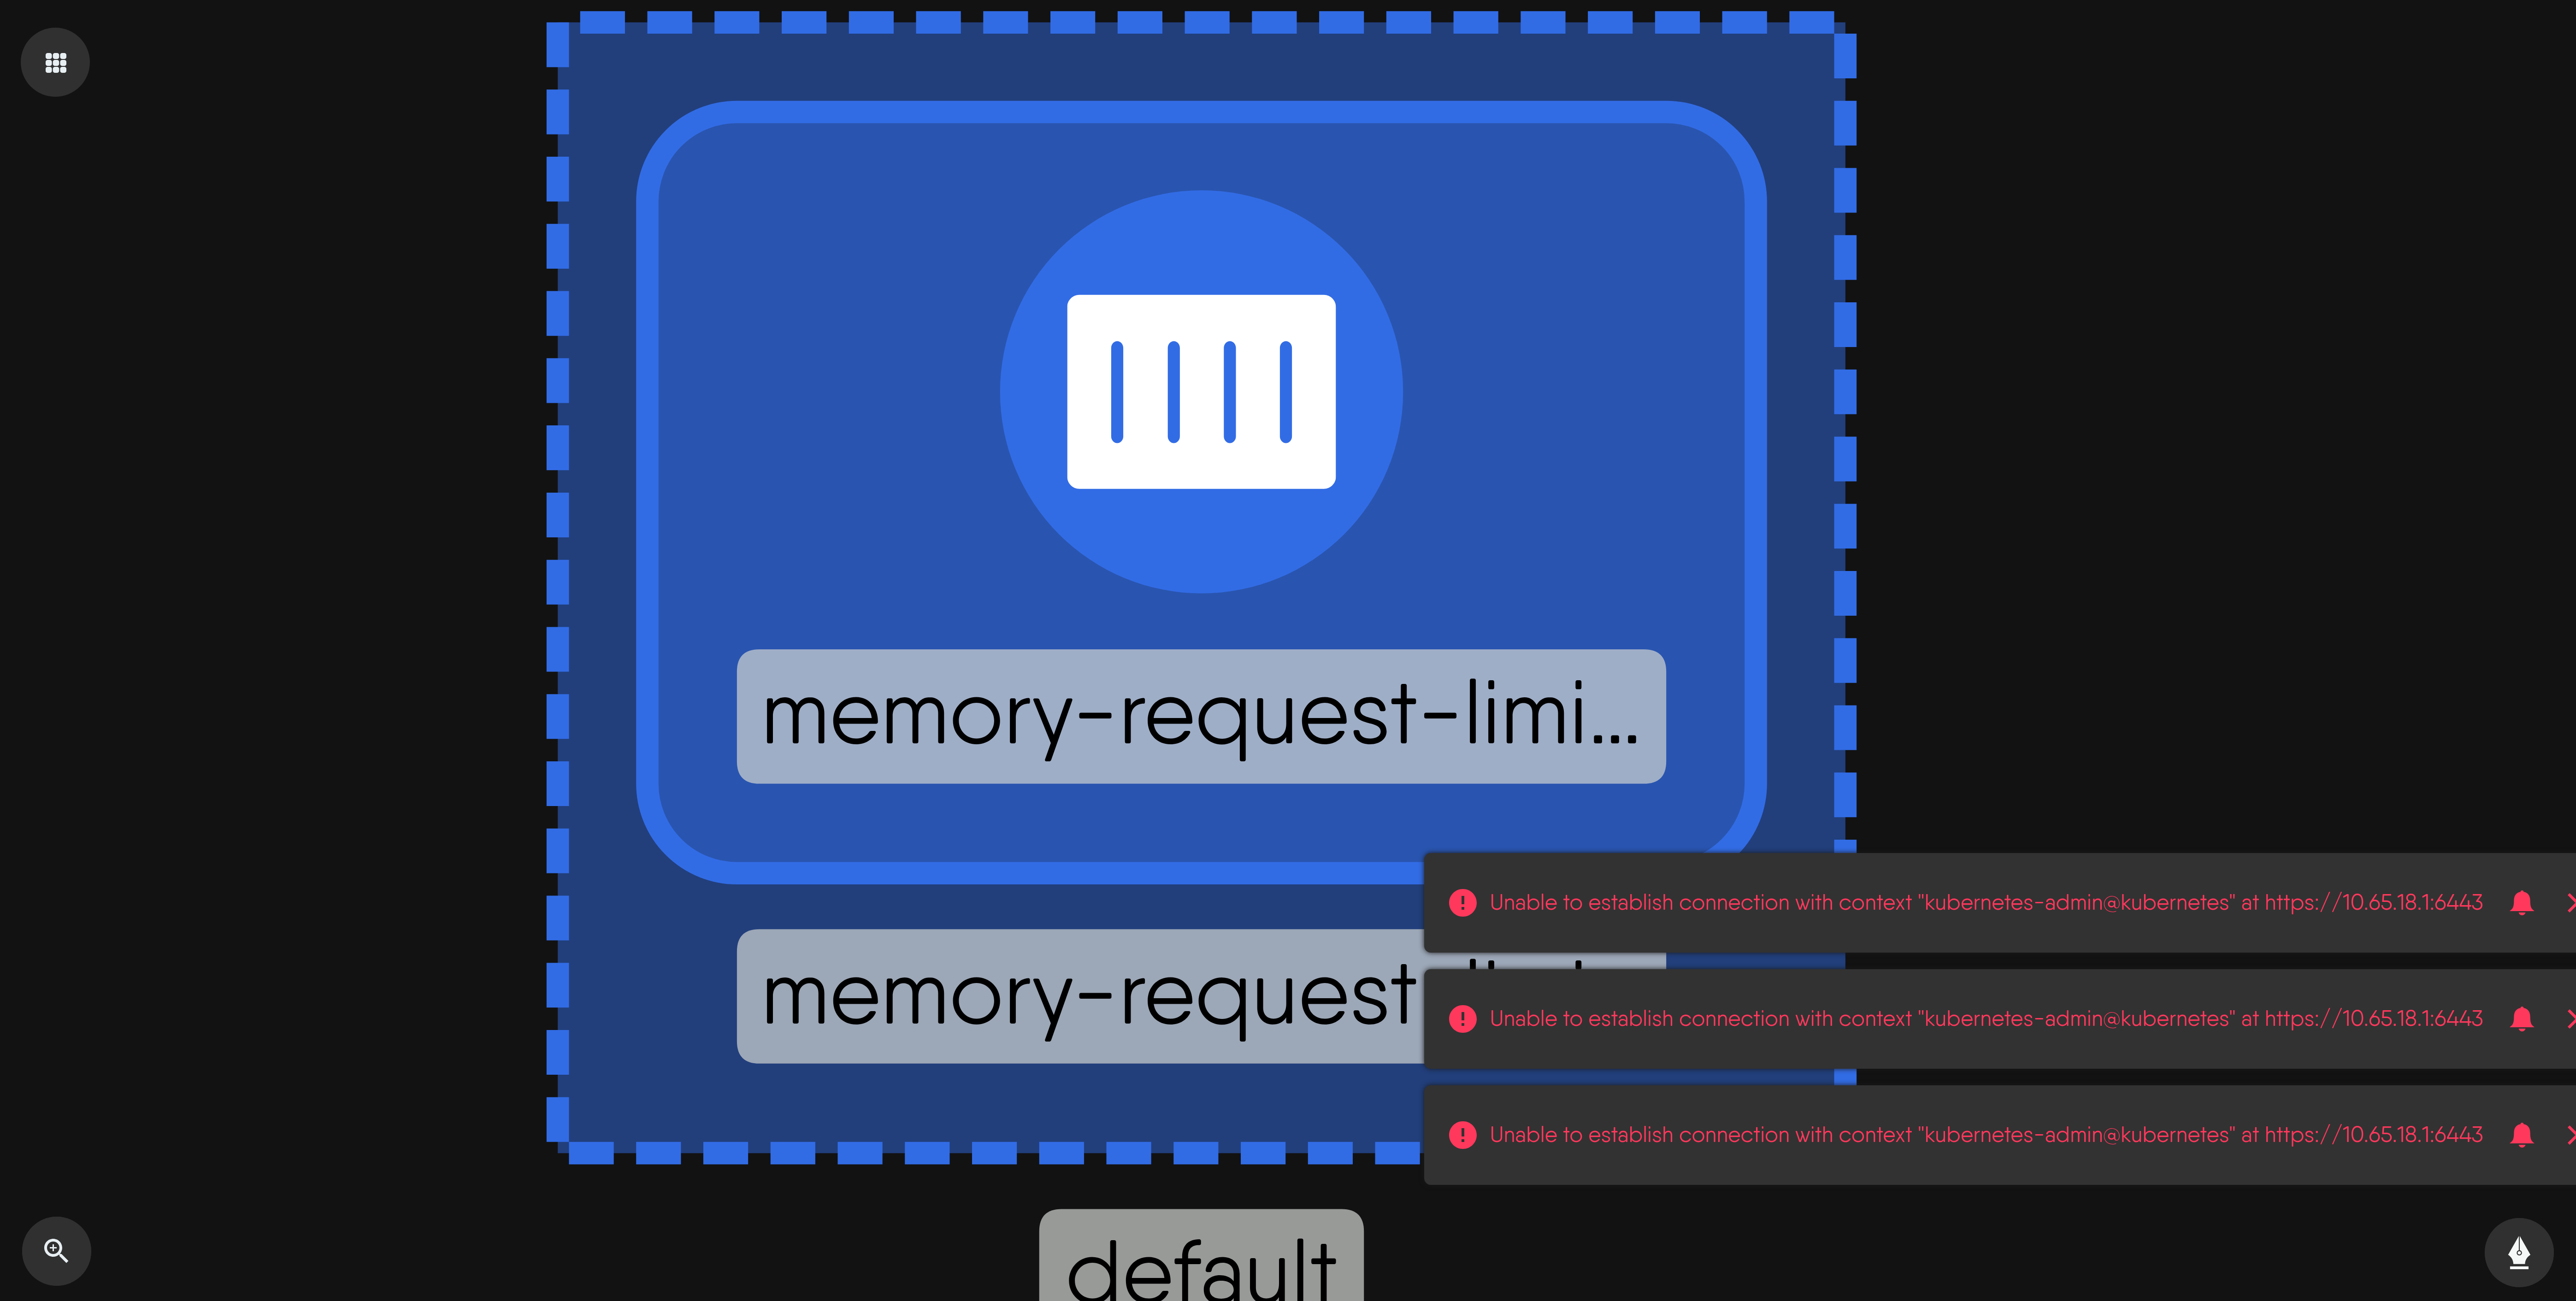 memory-request-limi...
memory-request
Unable to establish connection with context "kubernetes-admin@kubernetes" at https://10.65.18.1:6443
Unable to establish connection with context "kubernetes-admin@kubernetes" at https://10.65.18.1:6443
Unable to establish connection with context "kubernetes-admin@kubernetes" at https://10.65.18.1:6443
default